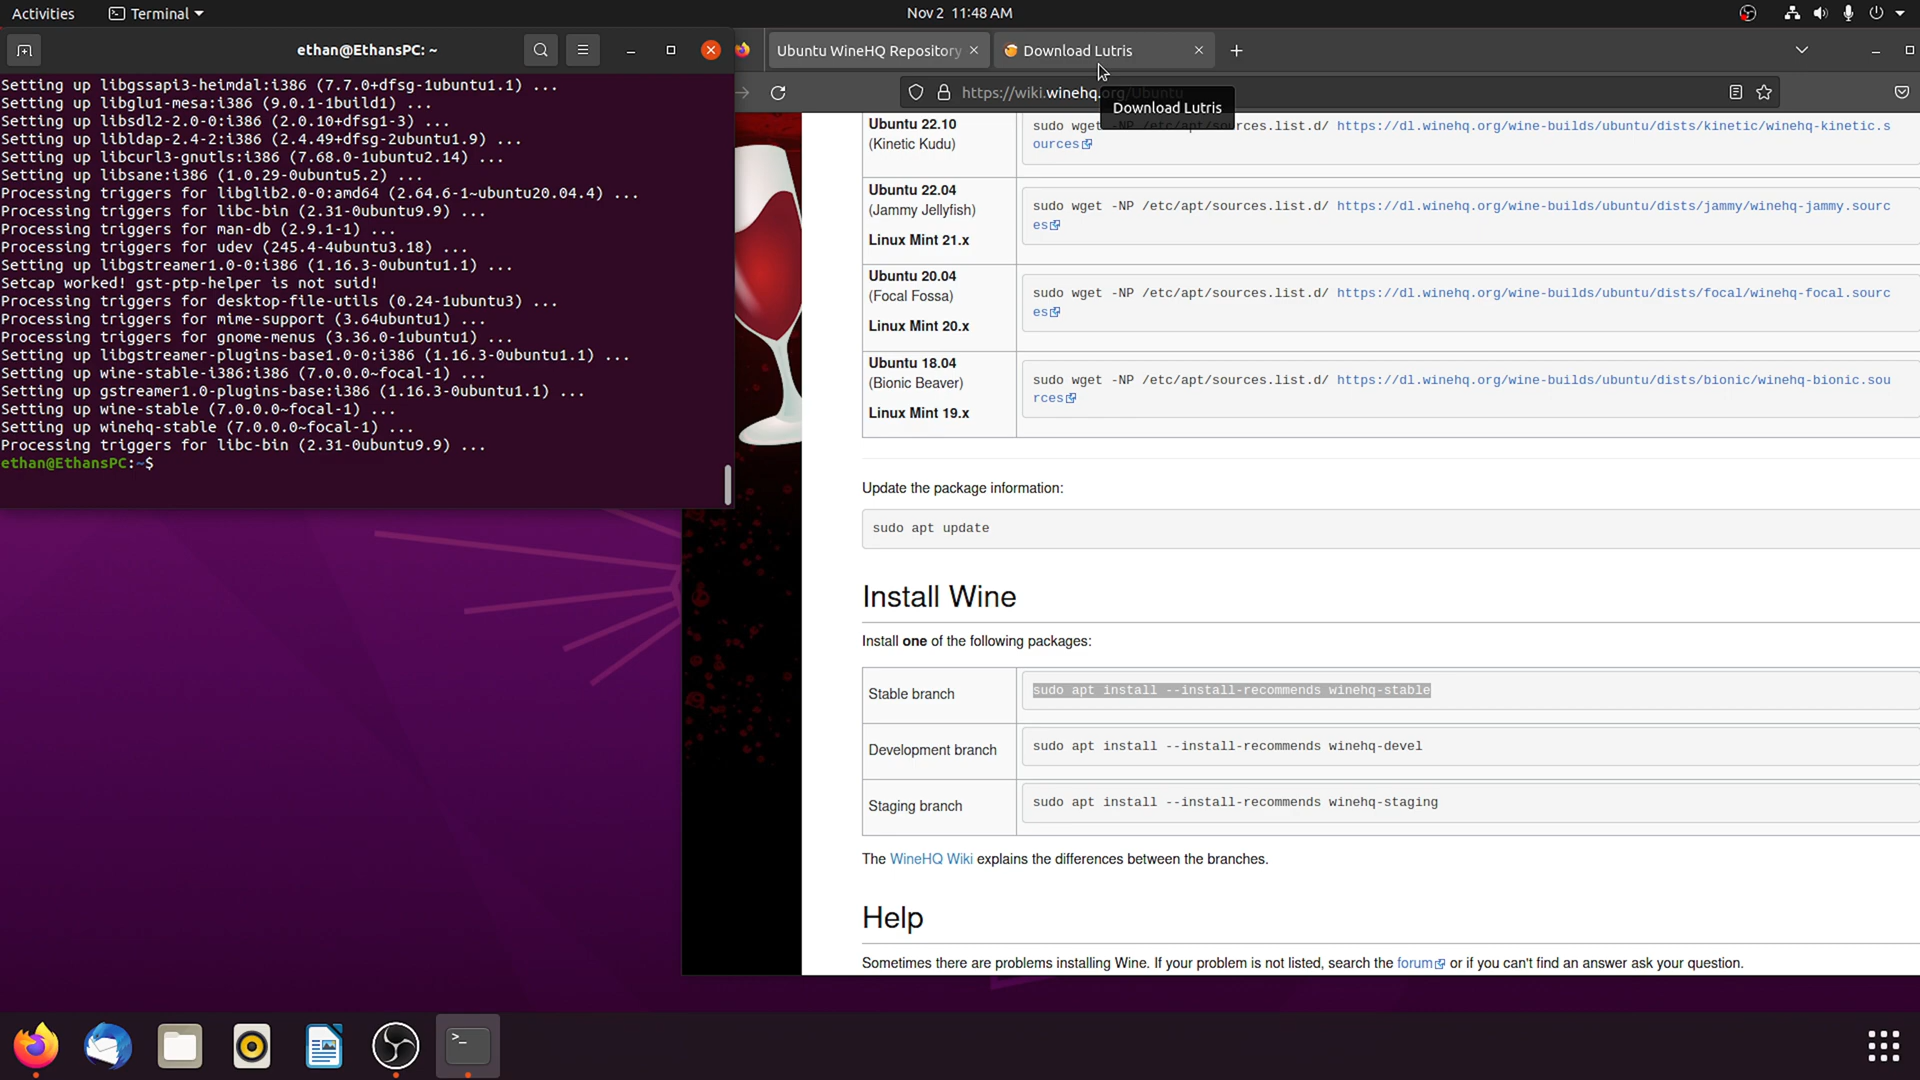 Activities
Terminal
Nov 2 11:48 AM
ethan@EthansPC: ~
Setting up libgssapi3-heimdal:i386 (7.7.0+dfsg-1ubuntu1.1) ...
Setting up libglu1-mesa:i386 (9.0.1-1build1) ...
Setting up libsdl2-2.0-0:i386 (2.0.10+dfsg1-3) ...
Setting up libldap-2.4-2:i386 (2.4.49+dfsg-2ubuntu1.9) ...
Setting up libcurl3-gnutls:i386 (7.68.0-1ubuntu2.14) ...
Setting up libsane:i386 (1.0.29-0ubuntu5.2) ...
Processing triggers for libglib2.0-0:amd64 (2.64.6-1~ubuntu20.04.4) ...
Processing triggers for libc-bin (2.31-0ubuntu9.9) ...
Processing triggers for man-db (2.9.1-1) ...
Processing triggers for udev (245.4-4ubuntu3.18) ...
Setting up libgstreamer1.0-0:i386 (1.16.3-0ubuntu1.1) ...
Setcap worked! gst-ptp-helper is not suid!
Processing triggers for desktop-file-utils (0.24-1ubuntu3) ...
Processing triggers for mime-support (3.64ubuntu1) ...
Processing triggers for gnome-menus (3.36.0-1ubuntu1) ...
Setting up libgstreamer-plugins-base1.0-0:i386 (1.16.3-0ubuntu1.1) ...
Setting up wine-stable-i386:i386 (7.0.0.0~focal-1) ...
Setting up gstreamer1.0-plugins-base:i386 (1.16.3-0ubuntu1.1) ...
Setting up wine-stable (7.0.0.0~focal-1) ...
Setting up winehq-stable (7.0.0.0~focal-1) ...
Processing triggers for libc-bin (2.31-0ubuntu9.9) ...
ethan@EthansPC:~$
Ubuntu WineHQ Repository
Download Lutris
https://wiki.winehq.org/Ubuntu
Download Lutris
Ubuntu 22.10
(Kinetic Kudu)
sudo wget -NP /etc/apt/sources.list.d/ https://dl.winehq.org/wine-builds/ubuntu/dists/kinetic/winehq-kinetic.s
ources
Ubuntu 22.04
(Jammy Jellyfish)
Linux Mint 21.x
sudo wget -NP /etc/apt/sources.list.d/ https://dl.winehq.org/wine-builds/ubuntu/dists/jammy/winehq-jammy.sourc
es
Ubuntu 20.04
(Focal Fossa)
Linux Mint 20.x
sudo wget -NP /etc/apt/sources.list.d/ https://dl.winehq.org/wine-builds/ubuntu/dists/focal/winehq-focal.sourc
es
Ubuntu 18.04
(Bionic Beaver)
Linux Mint 19.x
sudo wget -NP /etc/apt/sources.list.d/ https://dl.winehq.org/wine-builds/ubuntu/dists/bionic/winehq-bionic.sou
rces
Update the package information:
sudo apt update
Install Wine
Install one of the following packages:
Stable branch
sudo apt install --install-recommends winehq-stable
Development branch
sudo apt install --install-recommends winehq-devel
Staging branch
sudo apt install --install-recommends winehq-staging
The WineHQ Wiki explains the differences between the branches.
Help
Sometimes there are problems installing Wine. If your problem is not listed, search the forum or if you can't find an answer ask your question.